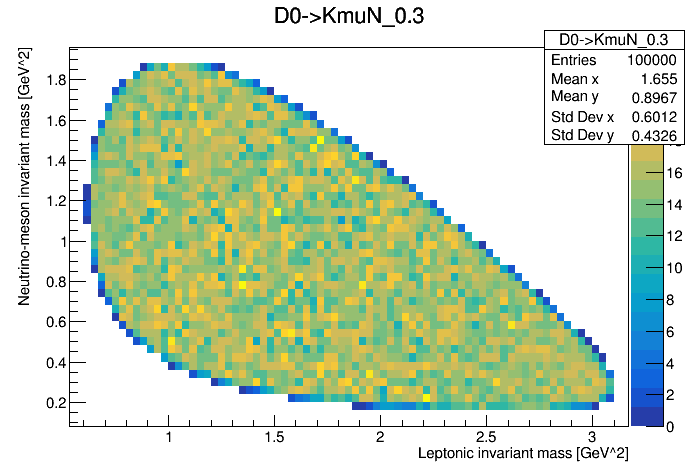 D0->KmuN_0.3
D0->KmuN_0.3
Entries 100000
Mean x 1.655
Mean y 0.8967
Std Dev x 0.6012
Std Dev y 0.4326
Neutrino-meson invariant mass [GeV^2]
1.8
1.6
1.4
1.2
1
0.8
0.6
0.4
0.2
1 1.5 2 2.5 3
Leptonic invariant mass [GeV^2]
16
14
12
10
8
6
4
2
0